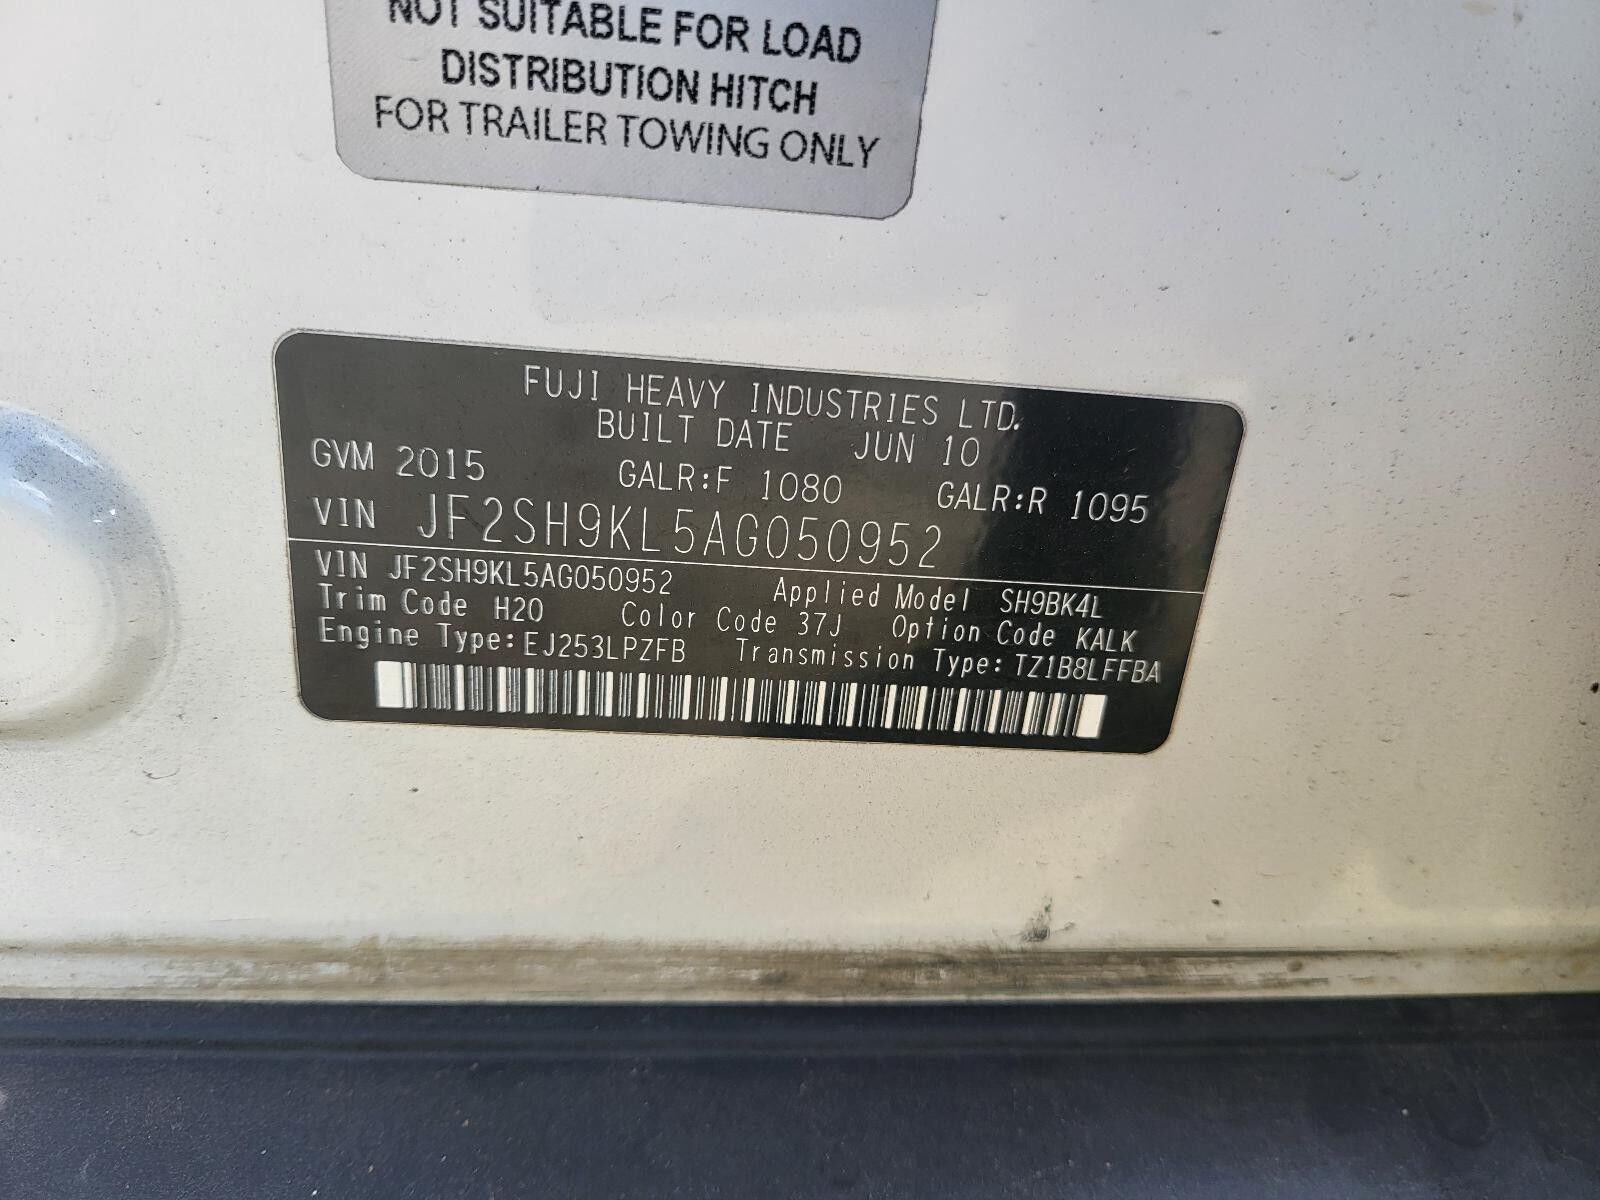 NOT SUITABLE FOR LOAD
DISTRIBUTION HITCH
FOR TRAILER TOWING ONLY
FUJI HEAVY INDUSTRIES LTD.
BUILT DATE JUN 10
GVM 2015 GALR:F 1080 GALR:R 1095
VIN JF2SH9KL5AG050952
VIN JF2SH9KL5AG050952 Applied Model SH9BK4L
Trim Code H20 Color Code 37J Option Code KALK
Engine Type:EJ253LPZFB Transmission Type:TZ1B8LFFBA